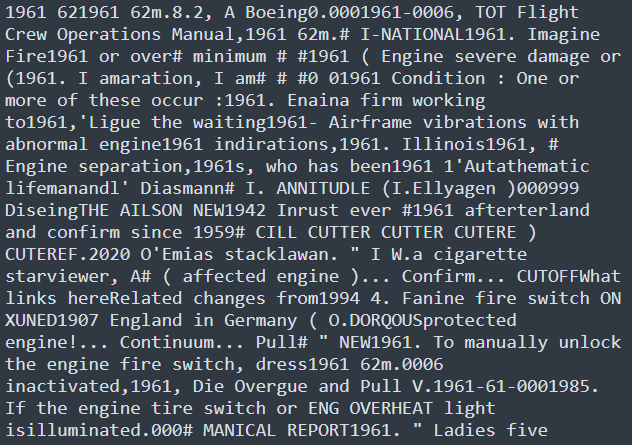 1961 621961 62m.8.2, A Boeing0.0001961-0006, TOT Flight
Crew Operations Manual,1961 62m.# I-NATIONAL1961. Imagine
Fire1961 or over# minimum # #1961 ( Engine severe damage or
(1961. I amaration, I am# # #0 01961 Condition : One or
more of these occur :1961. Enaina firm working
to1961,'Ligue the waiting1961- Airframe vibrations with
abnormal engine1961 indirations,1961. Illinois1961, #
Engine separation,1961s, who has been1961 1'Autathematic
lifemanandl' Diasmann# I. ANNITUDLE (I.Ellyagen )000999
DiseingTHE AILSON NEW1942 Inrust ever #1961 afterterland
and confirm since 1959# CILL CUTTER CUTTER CUTERE )
CUTEREF.2020 O'Emias stacklawan. " I W.a cigarette
starviewer, A# ( affected engine )... Confirm... CUTOFFWhat
links hereRelated changes from1994 4. Fanine fire switch ON
XUNED1907 England in Germany ( O.DORQOUSprotected
engine!... Continuum... Pull# " NEW1961. To manually unlock
the engine fire switch, dress1961 62m.0006
inactivated,1961, Die Overgue and Pull V.1961-61-0001985.
If the engine tire switch or ENG OVERHEAT light
isilluminated.000# MANICAL REPORT1961. " Ladies five